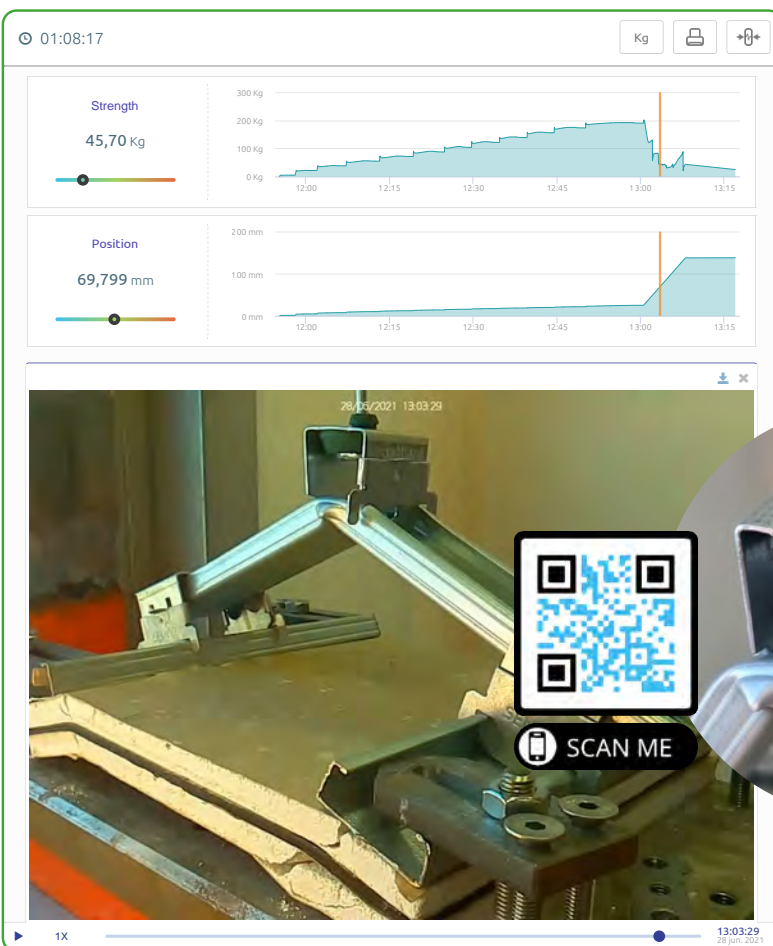 01:08:17
Kg
Strength
45,70 Kg
300 Kg
200 Kg
100 Kg
0 Kg
12:00 12:15 12:30 12:45 13:00 13:15
Position
69,799 mm
200 mm
100 mm
0 mm
12:00 12:15 12:30 12:45 13:00 13:15
28/06/2021 13:03:29
SCAN ME
1X
13:03:29
28 jun. 2021